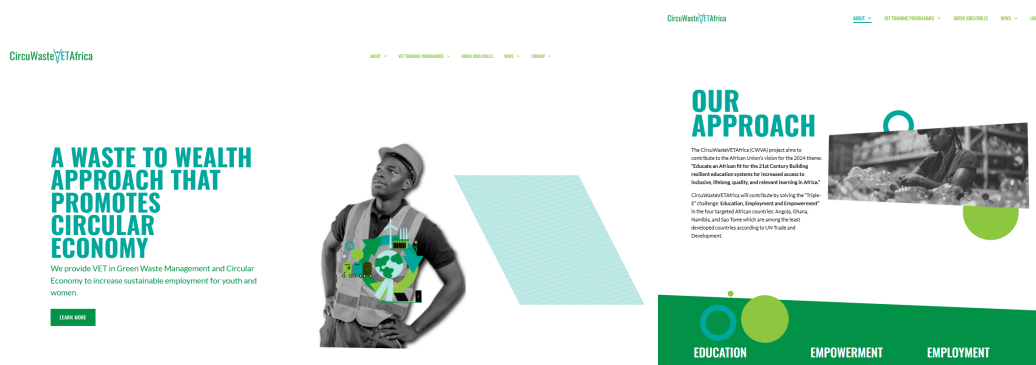 CircuWasteVETAfrica
ABOUT
VET TRAINING PROGRAMMES
GREEN JOBS/SKILLS
NEWS
LIBRARY
A WASTE TO WEALTH
APPROACH THAT
PROMOTES
CIRCULAR
ECONOMY
We provide VET in Green Waste Management and Circular
Economy to increase sustainable employment for youth and
women.
LEARN MORE
CircuWasteVETAfrica
ABOUT
VET TRAINING PROGRAMMES
GREEN JOBS/SKILLS
NEWS
OUR
APPROACH
The CircuWasteVETAfrica (CWVA) project aims to
contribute to the African Union's vision for the 2024 theme:
"Educate an African fit for the 21st Century Building
resilient education systems for increased access to
inclusive, lifelong, quality, and relevant learning in Africa."
CircuWasteVETAfrica will contribute by solving the "Triple-
E" challenge: Education, Employment and Empowerment"
in the four targeted African countries: Angola, Ghana,
Namibia, and Sao Tome which are among the least
developed countries according to UN Trade and
Development.
EDUCATION
EMPOWERMENT
EMPLOYMENT